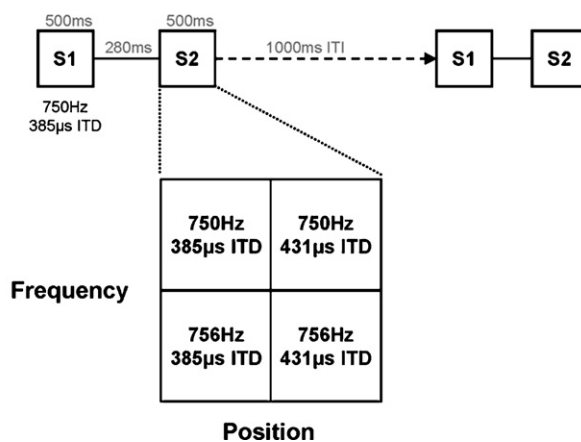 500ms
500ms
S1
280ms
S2
1000ms ITI
S1
S2
750Hz
385µs ITD
750Hz
385µs ITD
750Hz
431µs ITD
Frequency
756Hz
385µs ITD
756Hz
431µs ITD
Position